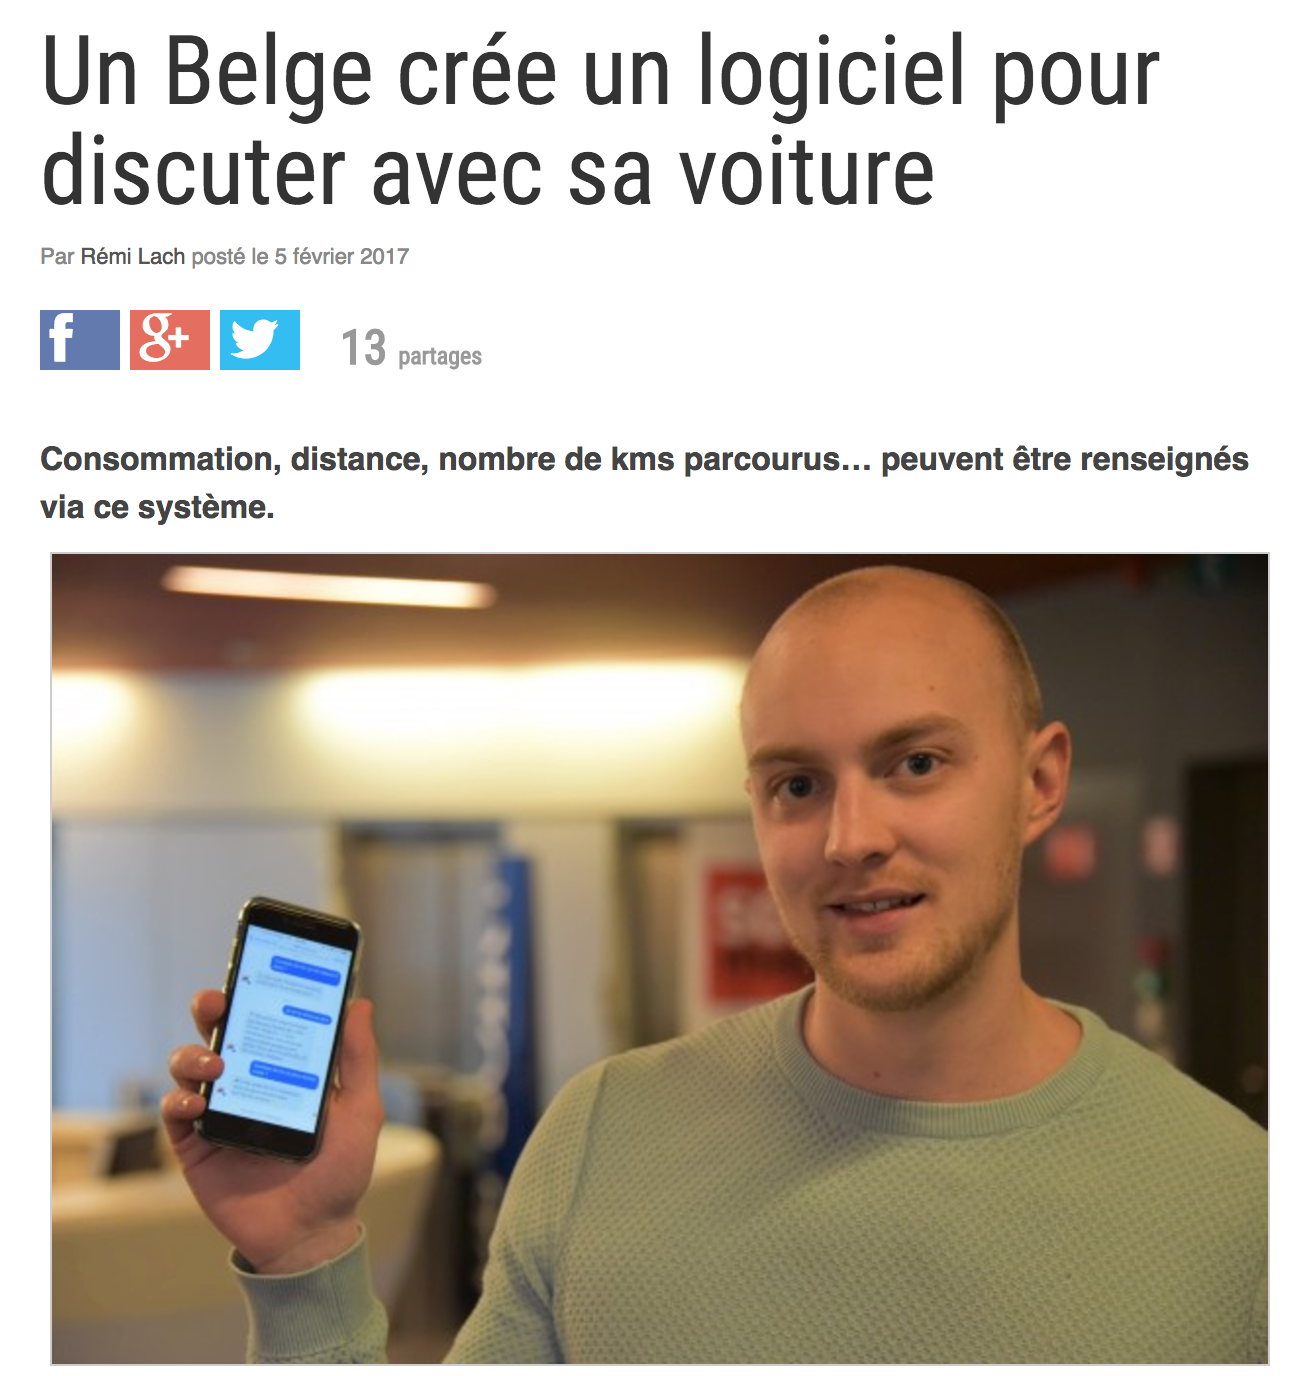 Un Belge crée un logiciel pour
discuter avec sa voiture
Par Rémi Lach posté le 5 février 2017
f g+ 13 partages
Consommation, distance, nombre de kms parcourus… peuvent être renseignés
via ce système.